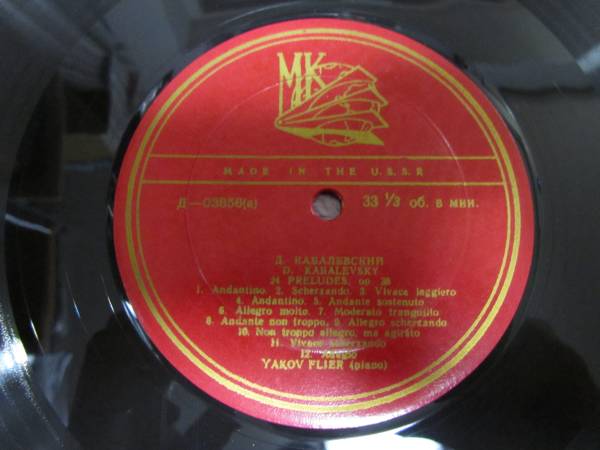 МК
MADE IN THE U.S.S.R
Д—03856(а)
33 ⅓ об. в мин.
Д. КАБАЛЕВСКИЙ
D. KABALEVSKY
24 PRELUDES, op 38
1. Andantino. 2. Scherzando. 3. Vivace leggiero
4. Andantino. 5. Andante sostenuto
6. Allegro molto. 7. Moderato tranquillo
8. Andante non troppo. 9. Allegro scherzando
10. Non troppo allegro, ma agitato
11. Vivace scherzando
12. Adagio
YAKOV FLIER (piano)